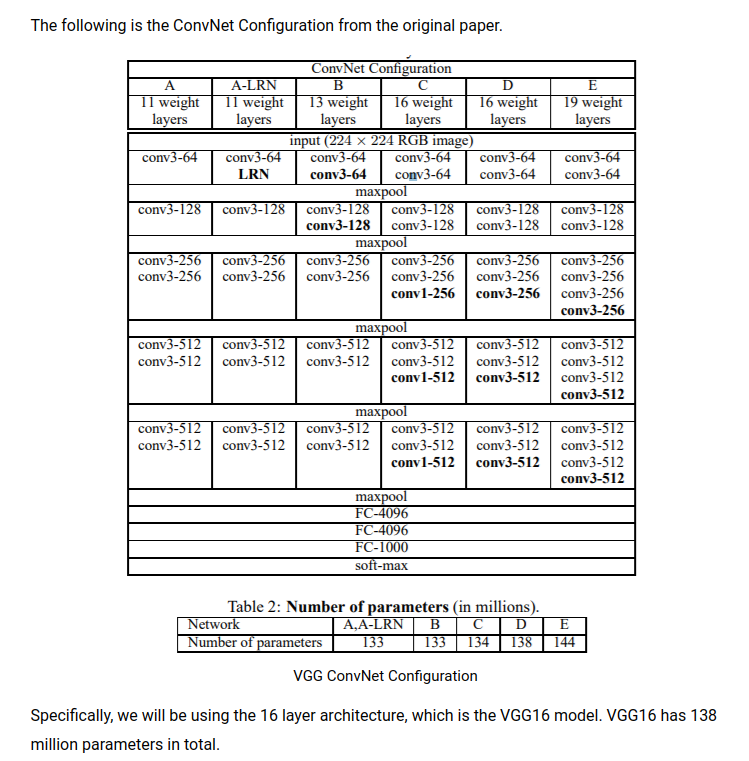 The following is the ConvNet Configuration from the original paper.
ConvNet Configuration
A A-LRN B C D E
11 weight 11 weight 13 weight 16 weight 16 weight 19 weight
layers layers layers layers layers layers
input (224 × 224 RGB image)
conv3-64 conv3-64 conv3-64 conv3-64 conv3-64 conv3-64
LRN conv3-64 conv3-64 conv3-64 conv3-64
maxpool
conv3-128 conv3-128 conv3-128 conv3-128 conv3-128 conv3-128
conv3-128 conv3-128 conv3-128 conv3-128
maxpool
conv3-256 conv3-256 conv3-256 conv3-256 conv3-256 conv3-256
conv3-256 conv3-256 conv3-256 conv3-256 conv3-256 conv3-256
conv1-256 conv3-256 conv3-256
conv3-256
maxpool
conv3-512 conv3-512 conv3-512 conv3-512 conv3-512 conv3-512
conv3-512 conv3-512 conv3-512 conv3-512 conv3-512 conv3-512
conv1-512 conv3-512 conv3-512
conv3-512
maxpool
conv3-512 conv3-512 conv3-512 conv3-512 conv3-512 conv3-512
conv3-512 conv3-512 conv3-512 conv3-512 conv3-512 conv3-512
conv1-512 conv3-512 conv3-512
conv3-512
maxpool
FC-4096
FC-4096
FC-1000
soft-max
Table 2: Number of parameters (in millions).
Network A,A-LRN B C D E
Number of parameters 133 133 134 138 144
VGG ConvNet Configuration
Specifically, we will be using the 16 layer architecture, which is the VGG16 model. VGG16 has 138
million parameters in total.